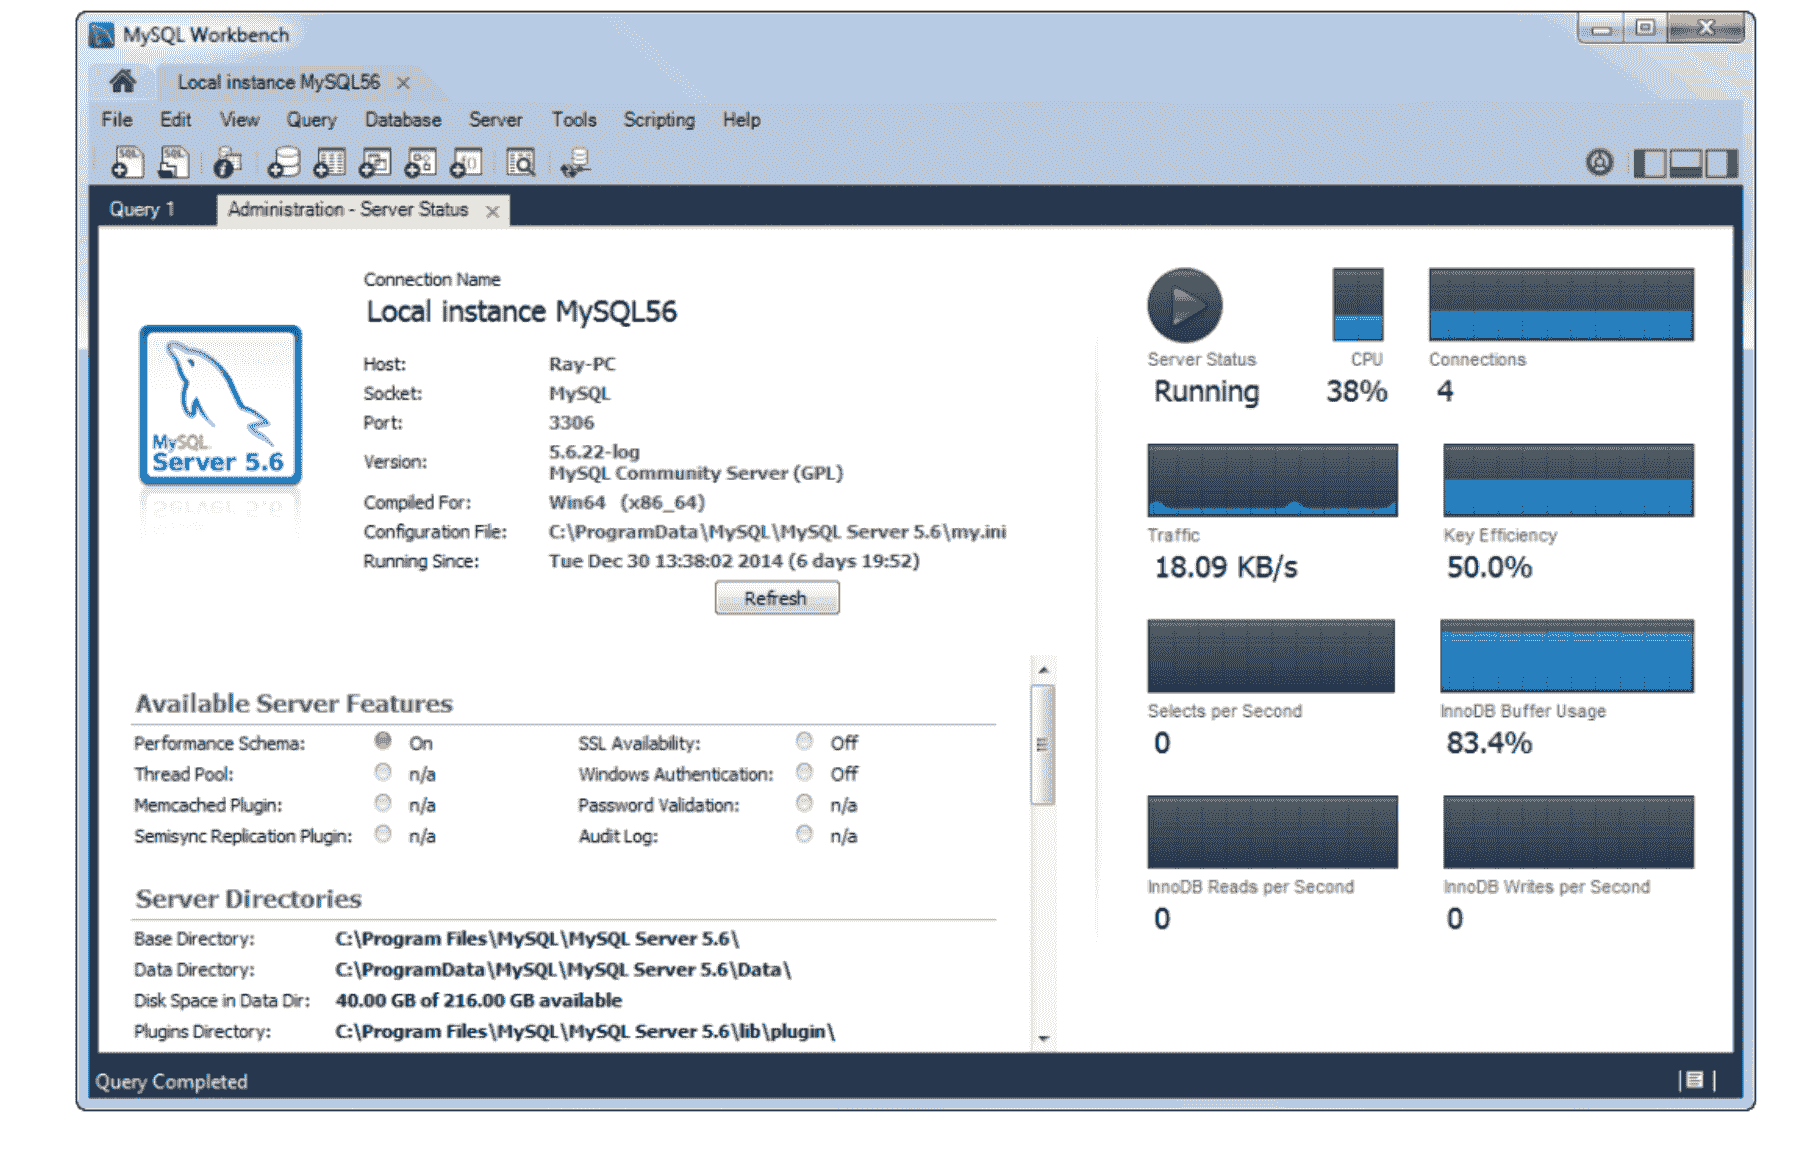 MySQL Workbench
Local instance MySQL56
File Edit View Query Database Server Tools Scripting Help
Query 1 Administration - Server Status
Connection Name
Local instance MySQL56
Host: Ray-PC
Socket: MySQL
Port: 3306
Version: 5.6.22-log
MySQL Community Server (GPL)
Compiled For: Win64 (x86_64)
Configuration File: C:\ProgramData\MySQL\MySQL Server 5.6\my.ini
Running Since: Tue Dec 30 13:38:02 2014 (6 days 19:52)
Refresh
MySQL
Server 5.6
Available Server Features
Performance Schema: On SSL Availability: Off
Thread Pool: n/a Windows Authentication: Off
Memcached Plugin: n/a Password Validation: n/a
Semisync Replication Plugin: n/a Audit Log: n/a
Server Directories
Base Directory: C:\Program Files\MySQL\MySQL Server 5.6\
Data Directory: C:\ProgramData\MySQL\MySQL Server 5.6\Data\
Disk Space in Data Dir: 40.00 GB of 216.00 GB available
Plugins Directory: C:\Program Files\MySQL\MySQL Server 5.6\lib\plugin\
Server Status CPU Connections
Running 38% 4
Traffic Key Efficiency
18.09 KB/s 50.0%
Selects per Second InnoDB Buffer Usage
0 83.4%
InnoDB Reads per Second InnoDB Writes per Second
0 0
Query Completed